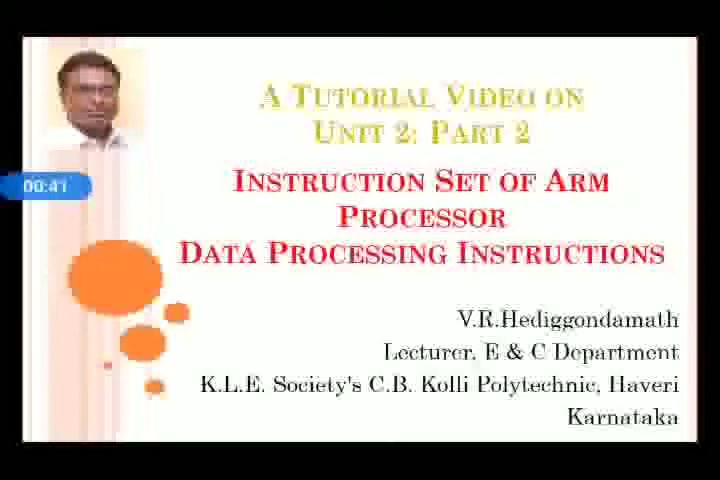 A TUTORIAL VIDEO ON
UNIT 2: PART 2
00:41
INSTRUCTION SET OF ARM
PROCESSOR
DATA PROCESSING INSTRUCTIONS
V.R.Hediggondamath
Lecturer, E & C Department
K.L.E. Society's C.B. Kolli Polytechnic, Haveri
Karnataka